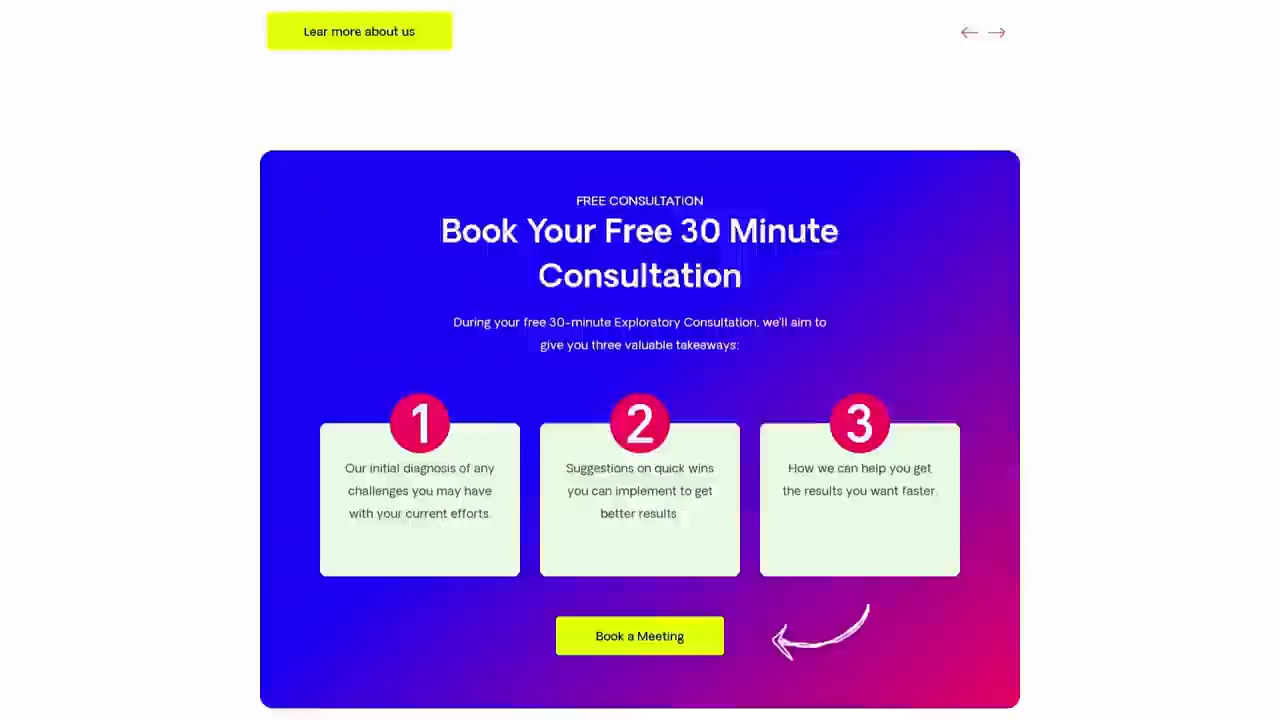 Lear more about us
FREE CONSULTATION
Book Your Free 30 Minute
Consultation
During your free 30-minute Exploratory Consultation, we'll aim to
give you three valuable takeaways:
1
Our initial diagnosis of any
challenges you may have
with your current efforts.
2
Suggestions on quick wins
you can implement to get
better results
3
How we can help you get
the results you want faster.
Book a Meeting